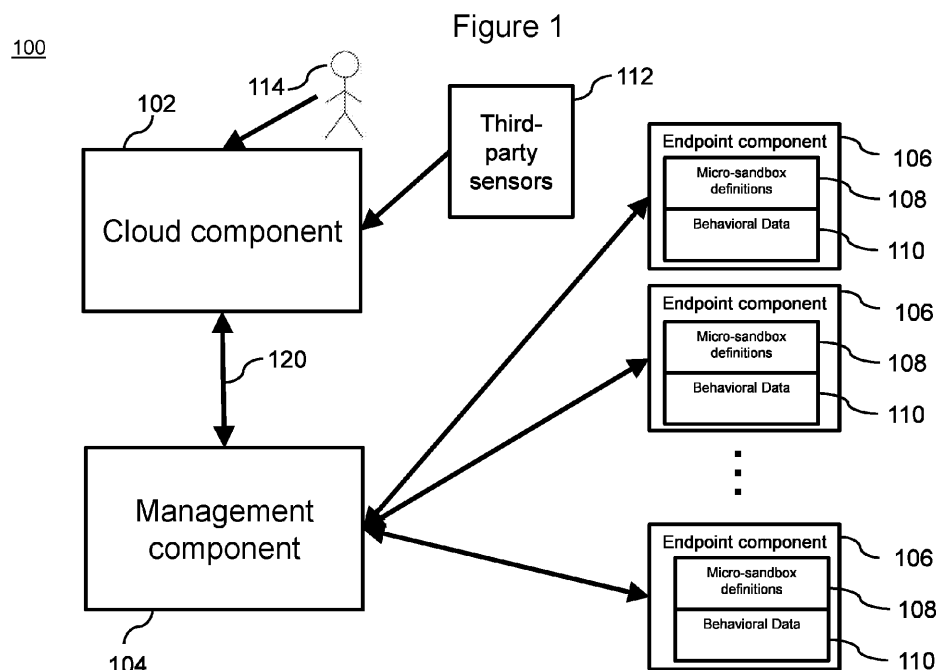 Figure 1
100
114
112
102
Third-
party
sensors
Cloud component
120
Management
component
104
Endpoint component
106
Micro-sandbox
definitions
108
Behavioral Data
110
Endpoint component
106
Micro-sandbox
definitions
108
Behavioral Data
110
Endpoint component
106
Micro-sandbox
definitions
108
Behavioral Data
110